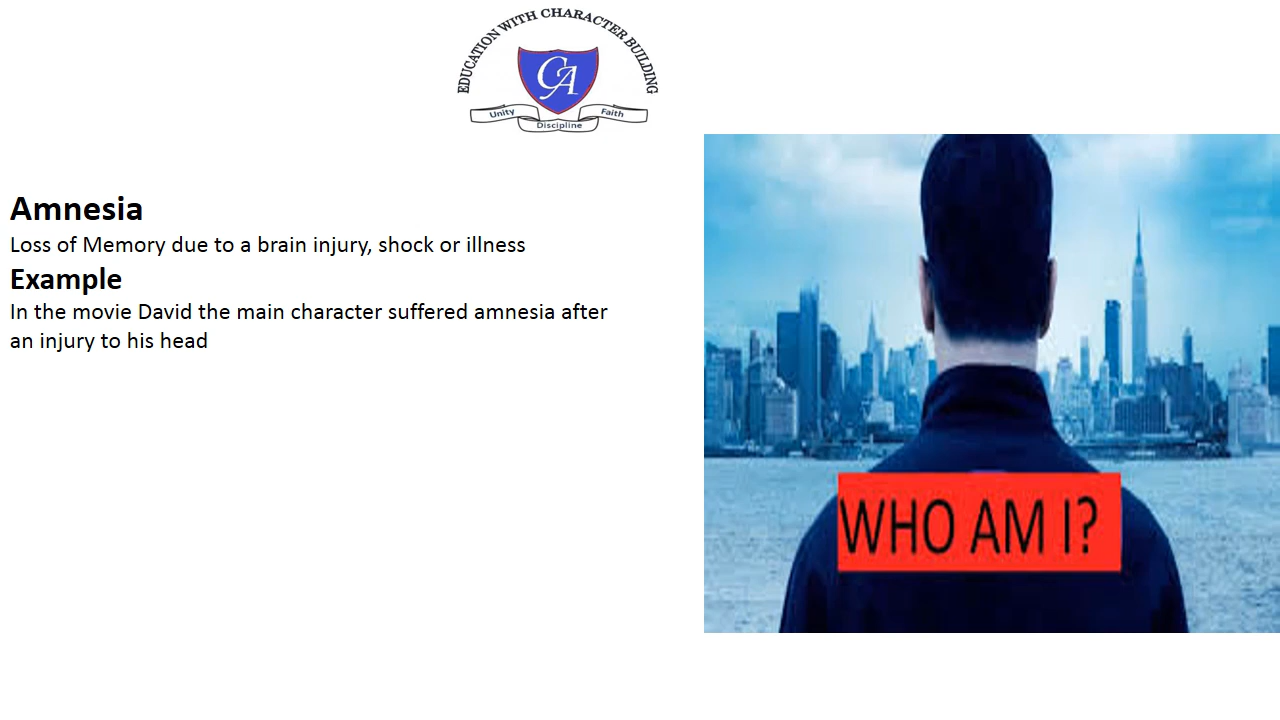 EDUCATION WITH CHARACTER BUILDING
CA
Unity
Faith
Discipline
Amnesia
Loss of Memory due to a brain injury, shock or illness
Example
In the movie David the main character suffered amnesia after
an injury to his head
WHO AM I?